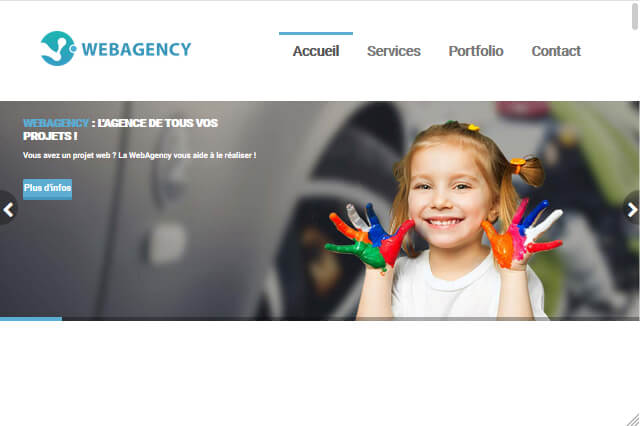 WEBAGENCY
Accueil Services Portfolio Contact
WEBAGENCY : L'AGENCE DE TOUS VOS
PROJETS !
Vous avez un projet web ? La WebAgency vous aide à le réaliser !
Plus d'infos